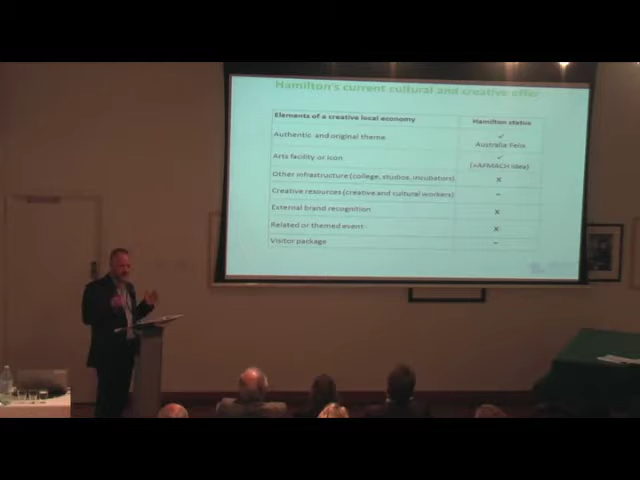 Hamilton's current cultural and creative offer
Elements of a creative local economy Hamilton status
Authentic and original theme ✓
Australia Felix
Arts facility or icon ✓
(+AFMACH idea)
Other infrastructure (college, studios, incubators) ×
Creative resources (creative and cultural workers) –
External brand recognition ×
Related or themed event ×
Visitor package –